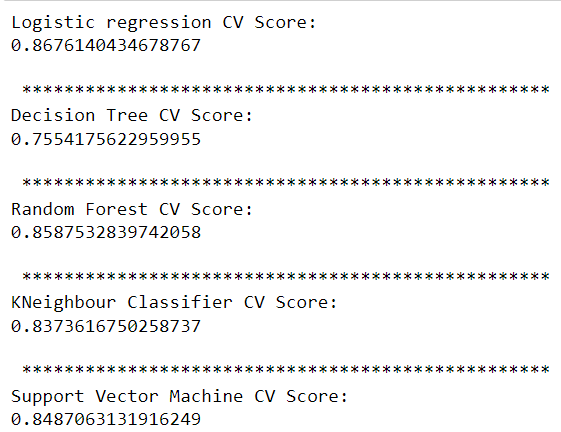 Logistic regression CV Score:
0.8676140434678767
**************************************************
Decision Tree CV Score:
0.7554175622959955
**************************************************
Random Forest CV Score:
0.8587532839742058
**************************************************
KNeighbour Classifier CV Score:
0.8373616750258737
**************************************************
Support Vector Machine CV Score:
0.8487063131916249